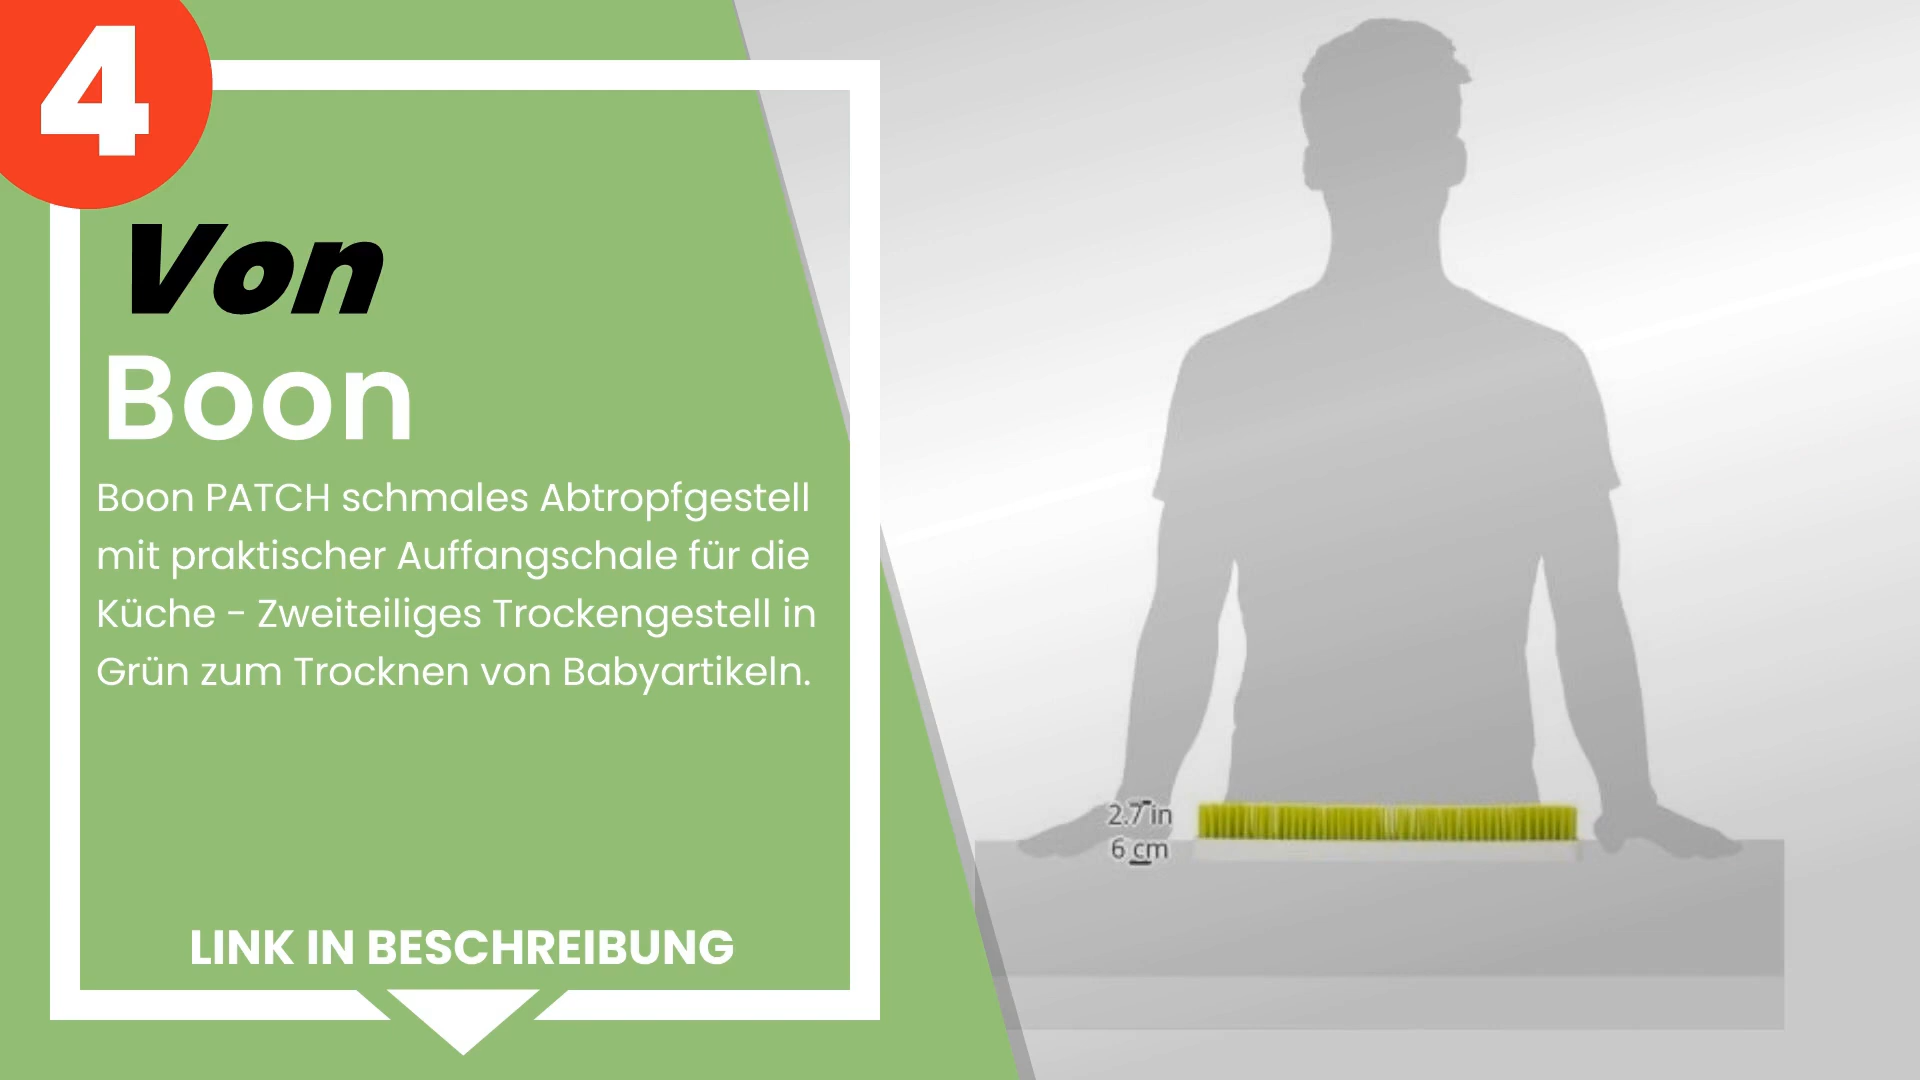 4
Von
Boon
Boon PATCH schmales Abtropfgestell
mit praktischer Auffangschale für die
Küche - Zweiteiliges Trockengestell in
Grün zum Trocknen von Babyartikeln.
LINK IN BESCHREIBUNG
2.7 in
6 cm